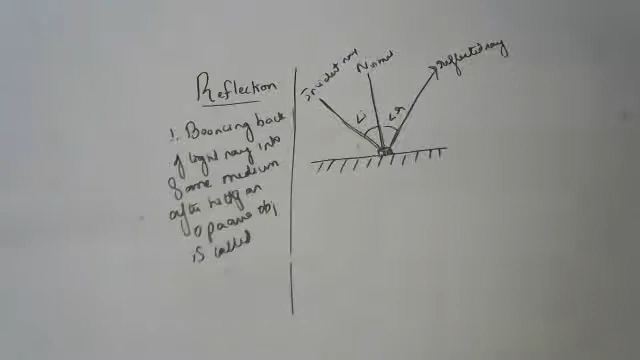 Reflection
1. Bouncing back
of light ray into
Same medium
after hittg an
opaque obj
is called
Incident ray
Normal
reflected ray
∠i
∠r